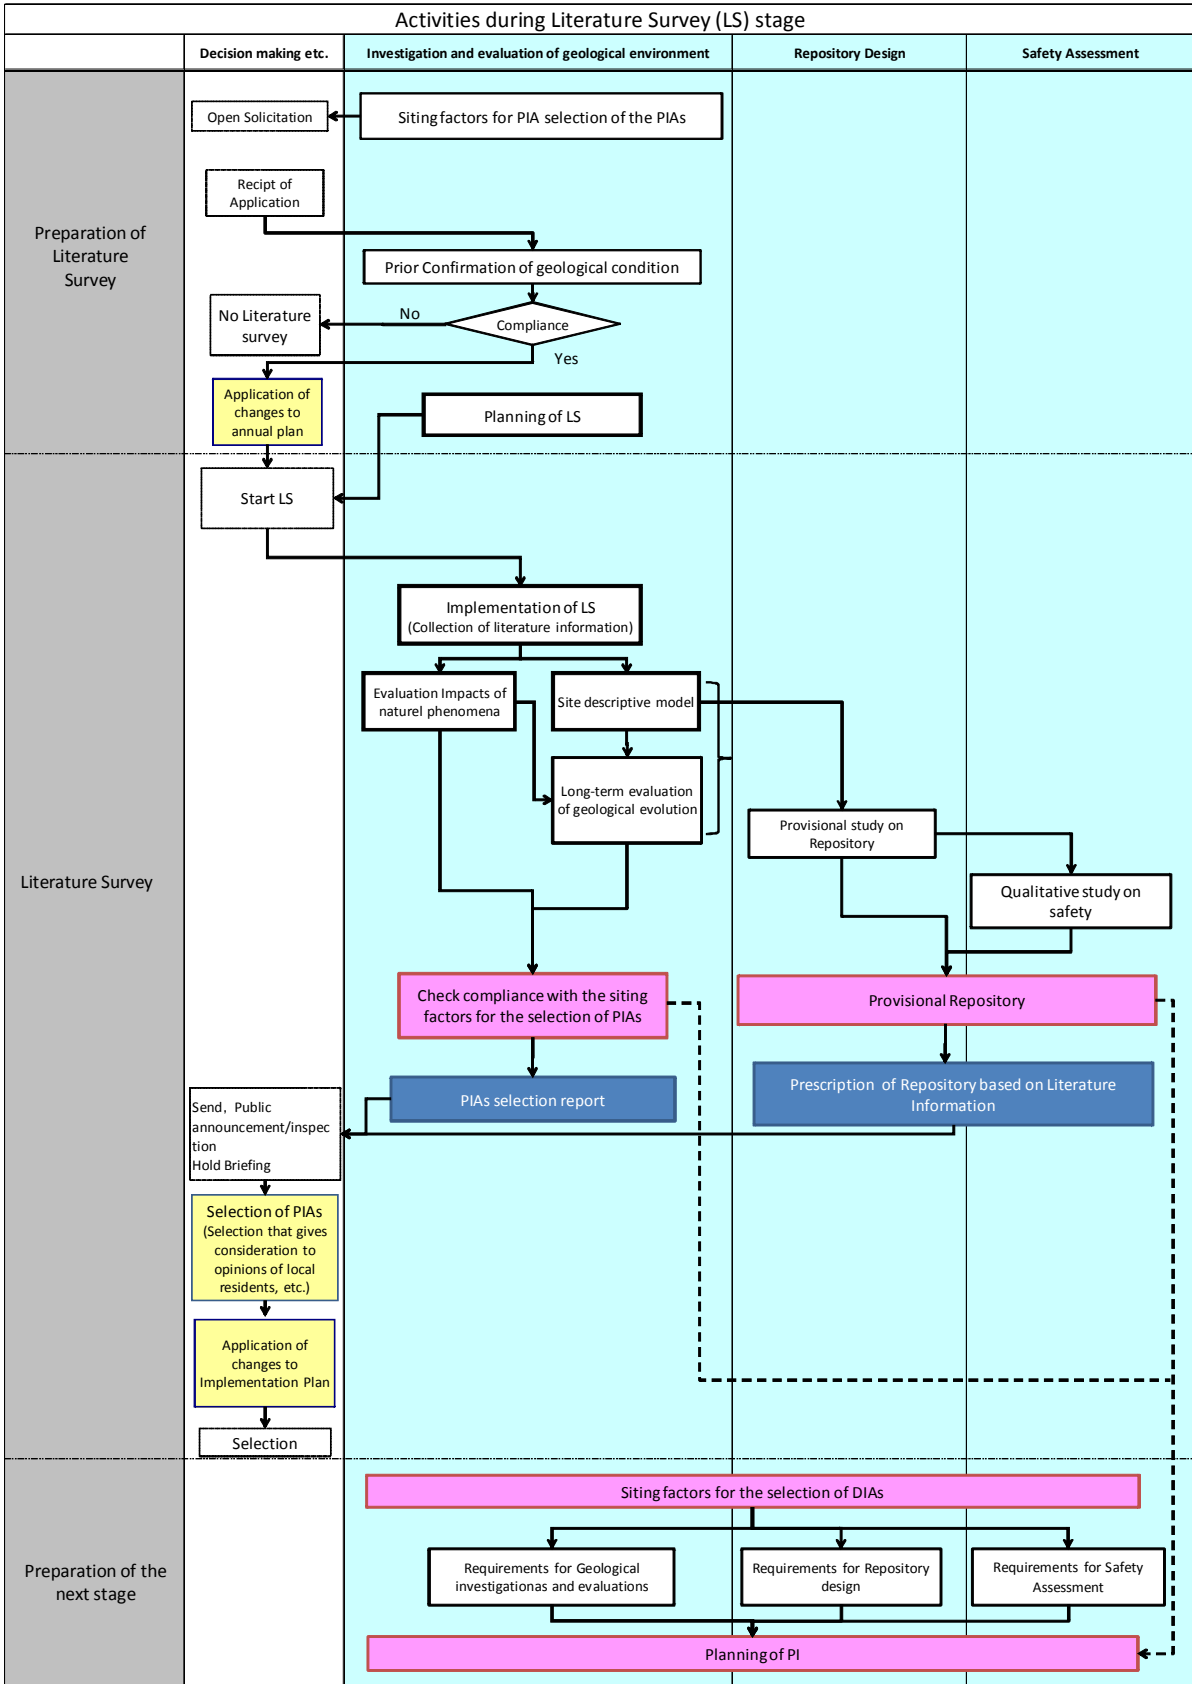 Activities during Literature Survey (LS) stage
Decision making etc.
Investigation and evaluation of geological environment
Repository Design
Safety Assessment
Preparation of
Literature
Survey
Open Solicitation
Siting factors for PIA selection of the PIAs
Recipt of
Application
Prior Confirmation of geological condition
No Literature
survey
No
Compliance
Yes
Application of
changes to
annual plan
Planning of LS
Literature Survey
Start LS
Implementation of LS
(Collection of literature information)
Evaluation Impacts of
naturel phenomena
Site descriptive model
Long-term evaluation
of geological evolution
Provisional study on
Repository
Qualitative study on
safety
Check compliance with the siting
factors for the selection of PIAs
Provisional Repository
PIAs selection report
Prescription of Repository based on Literature
Information
Send, Public
announcement/inspec
tion
Hold Briefing
Selection of PIAs
(Selection that gives
consideration to
opinions of local
residents, etc.)
Application of
changes to
Implementation Plan
Selection
Preparation of the
next stage
Siting factors for the selection of DIAs
Requirements for Geological
investigationas and evaluations
Requirements for Repository
design
Requirements for Safety
Assessment
Planning of PI